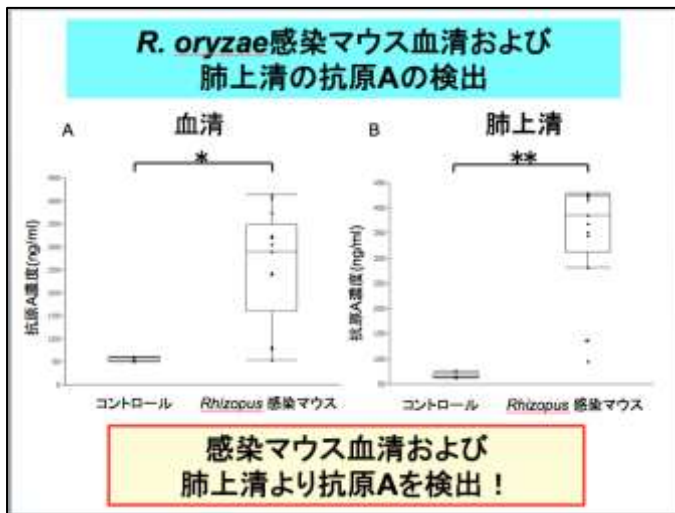 R. oryzae感染マウス血清および
肺上清の抗原Aの検出
A
血清
B
肺上清
*
**
抗原A濃度(ng/ml)
抗原A濃度(ng/ml)
コントロール
Rhizopus 感染マウス
コントロール
Rhizopus 感染マウス
感染マウス血清および
肺上清より抗原Aを検出！